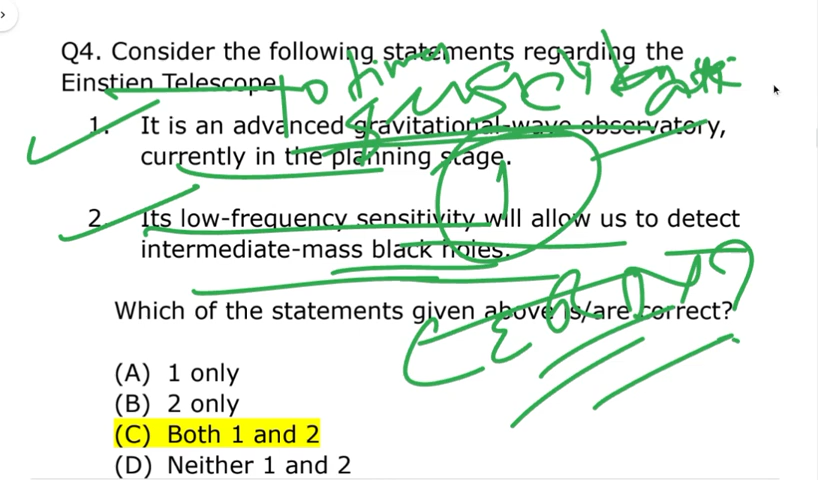 Q4. Consider the following statements regarding the
Einstien Telescope
1. It is an advanced gravitational-wave observatory,
currently in the planning stage.
2. Its low-frequency sensitivity will allow us to detect
intermediate-mass black holes.
Which of the statements given above is/are correct?
(A) 1 only
(B) 2 only
(C) Both 1 and 2
(D) Neither 1 and 2
10 times